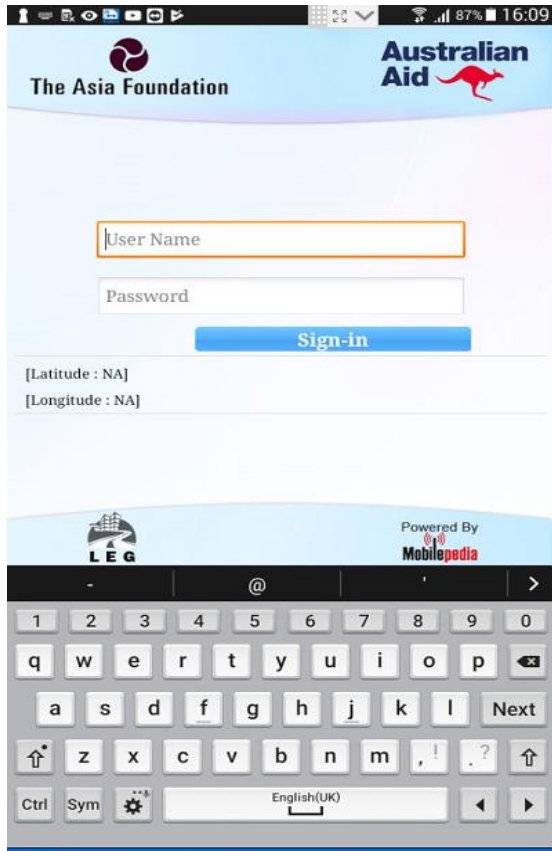 87% 16:09
The Asia Foundation
Australian
Aid
User Name
Password
Sign-in
[Latitude : NA]
[Longitude : NA]
LEG
Powered By
Mobilepedia
- @ '
1 2 3 4 5 6 7 8 9 0
q w e r t y u i o p
a s d f g h j k l Next
z x c v b n m , ! . ?
Ctrl Sym English(UK)